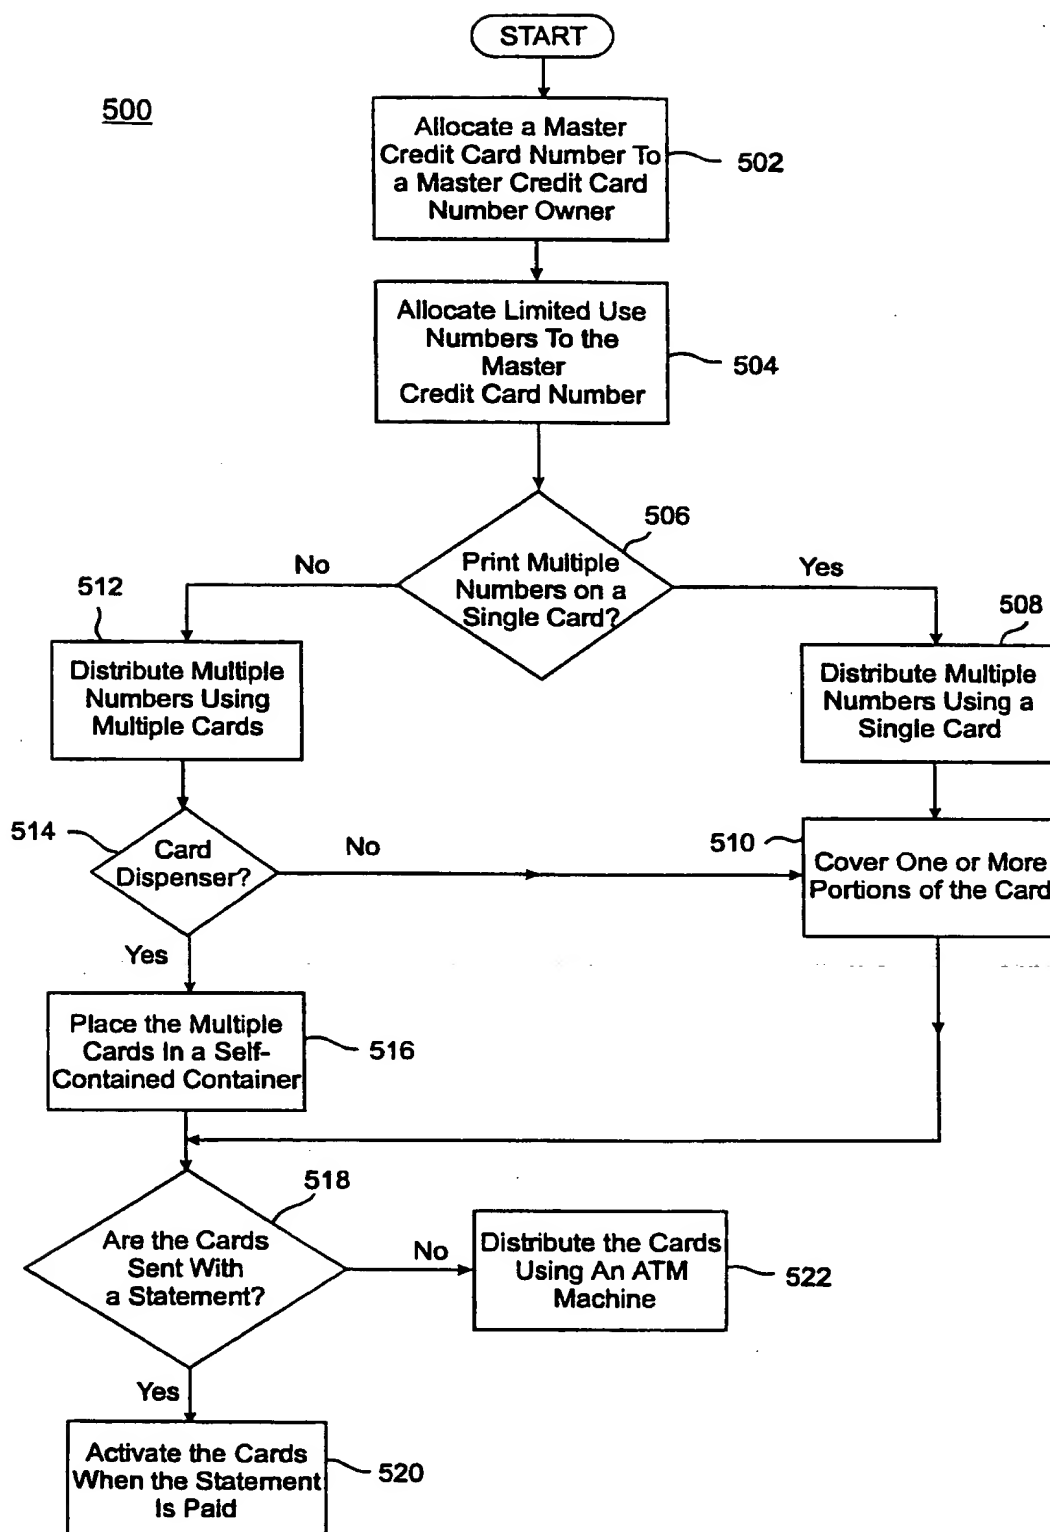 START
500
Allocate a Master
Credit Card Number To
a Master Credit Card
Number Owner
502
Allocate Limited Use
Numbers To the
Master
Credit Card Number
504
506
Print Multiple
Numbers on a
Single Card?
No
Yes
512
Distribute Multiple
Numbers Using
Multiple Cards
508
Distribute Multiple
Numbers Using a
Single Card
514
Card
Dispenser?
No
510
Cover One or More
Portions of the Card
Yes
Place the Multiple
Cards In a Self-
Contained Container
516
518
Are the Cards
Sent With
a Statement?
No
Distribute the Cards
Using An ATM
Machine
522
Yes
Activate the Cards
When the Statement
Is Paid
520